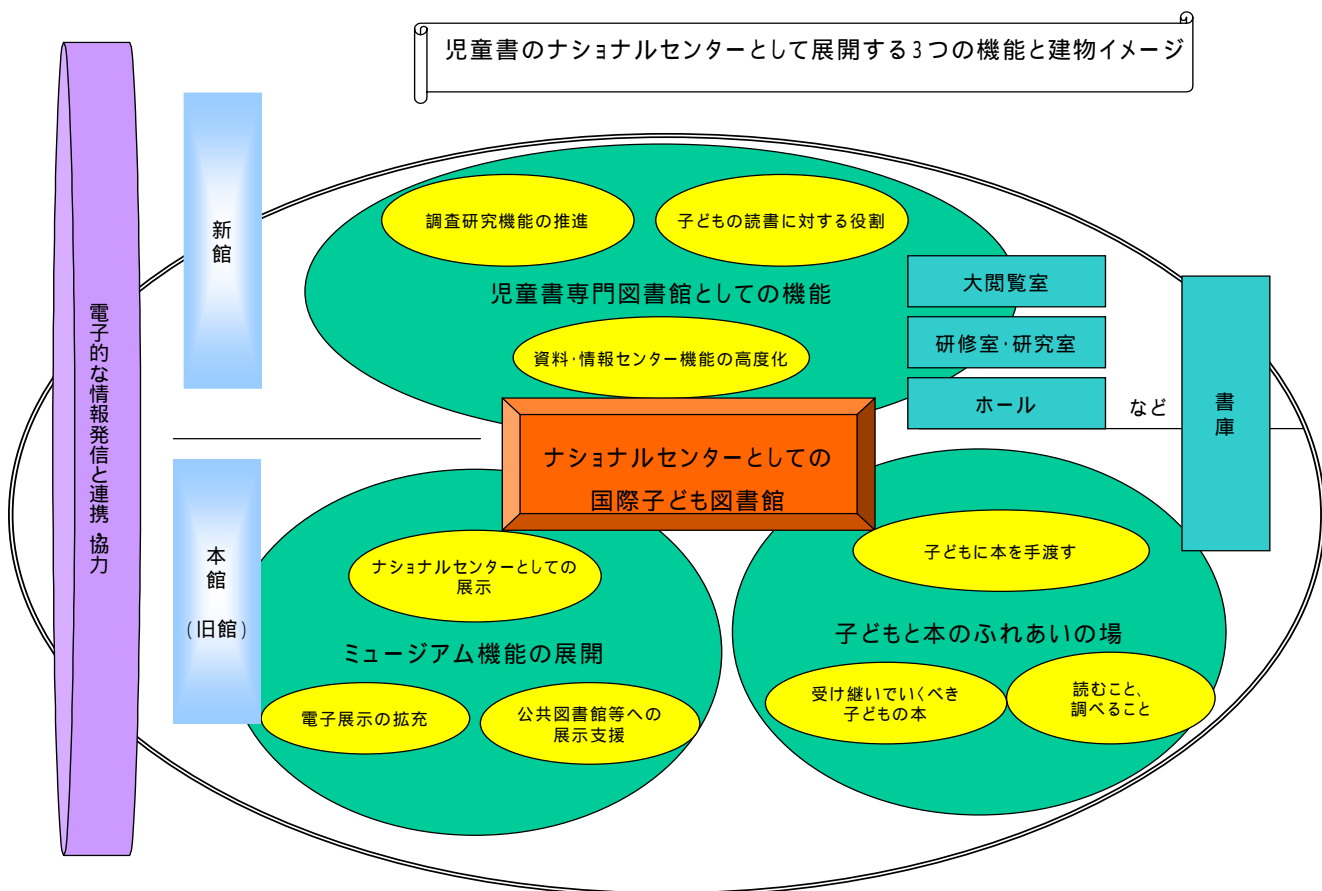 児童書のナショナルセンターとして展開する3つの機能と建物イメージ
電子的な情報発信と連携・協力
新館
調査研究機能の推進
子どもの読書に対する役割
児童書専門図書館としての機能
資料・情報センター機能の高度化
大閲覧室
研修室・研究室
ホール
など
書庫
ナショナルセンターとしての
国際子ども図書館
本館
(旧館)
ナショナルセンターとしての
展示
ミュージアム機能の展開
電子展示の拡充
公共図書館等への
展示支援
子どもに本を手渡す
子どもと本のふれあいの場
受け継いでいくべき
子どもの本
読むこと、
調べること